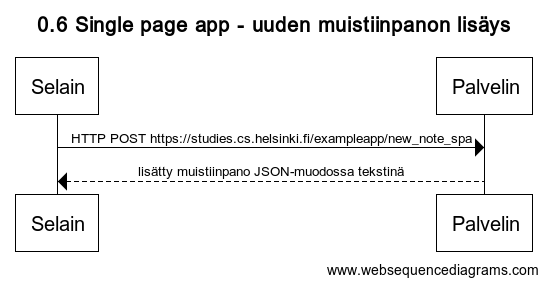 0.6 Single page app - uuden muistiinpanon lisäys
Selain
Palvelin
HTTP POST https://studies.cs.helsinki.fi/exampleapp/new_note_spa
lisätty muistiinpano JSON-muodossa tekstinä
Selain
Palvelin
www.websequencediagrams.com